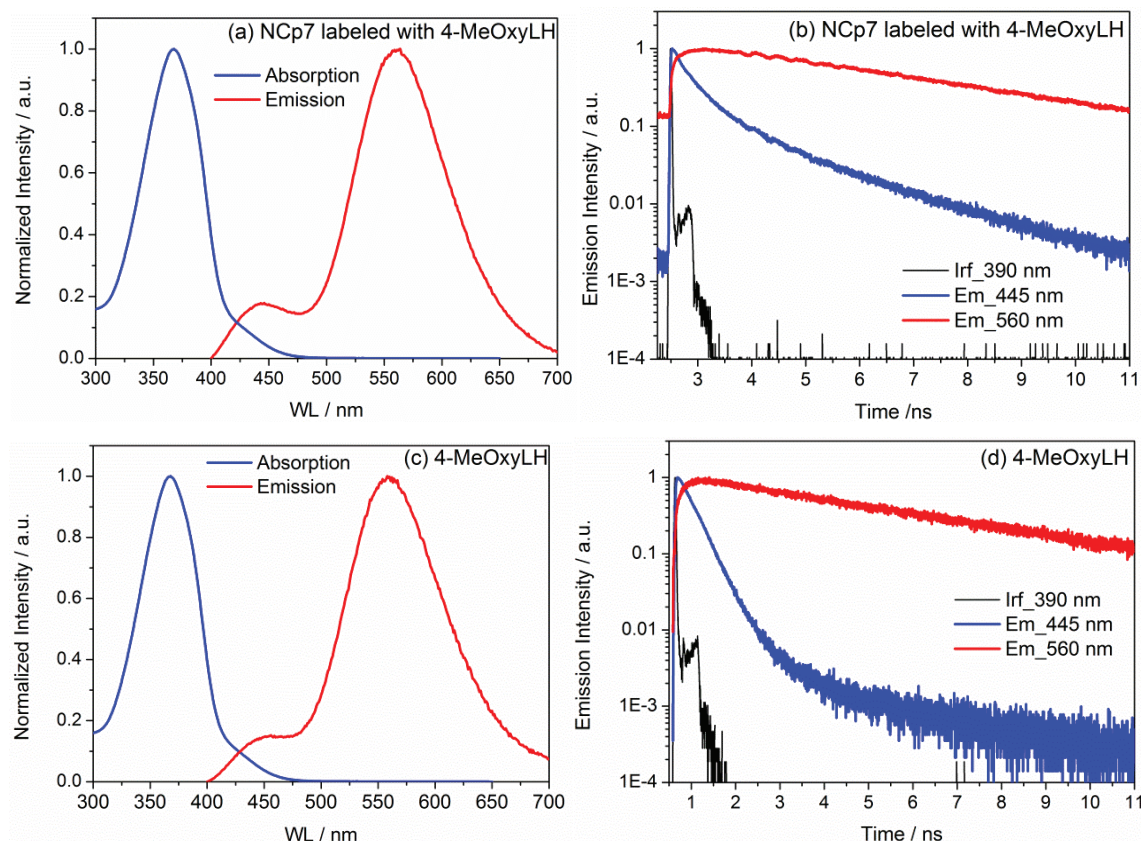 (a) NCp7 labeled with 4-MeOxyLH
Absorption
Emission
Normalized Intensity / a.u.
1.0
0.8
0.6
0.4
0.2
0.0
300 350 400 450 500 550 600 650 700
WL / nm
(b) NCp7 labeled with 4-MeOxyLH
Emission Intensity / a.u.
1
0.1
0.01
1E-3
1E-4
Irf_390 nm
Em_445 nm
Em_560 nm
3 4 5 6 7 8 9 10 11
Time /ns
(c) 4-MeOxyLH
Absorption
Emission
Normalized Intensity / a.u.
1.0
0.8
0.6
0.4
0.2
0.0
300 350 400 450 500 550 600 650 700
WL / nm
(d) 4-MeOxyLH
Emission Intensity / a.u.
1
0.1
0.01
1E-3
1E-4
Irf_390 nm
Em_445 nm
Em_560 nm
1 2 3 4 5 6 7 8 9 10 11
Time / ns